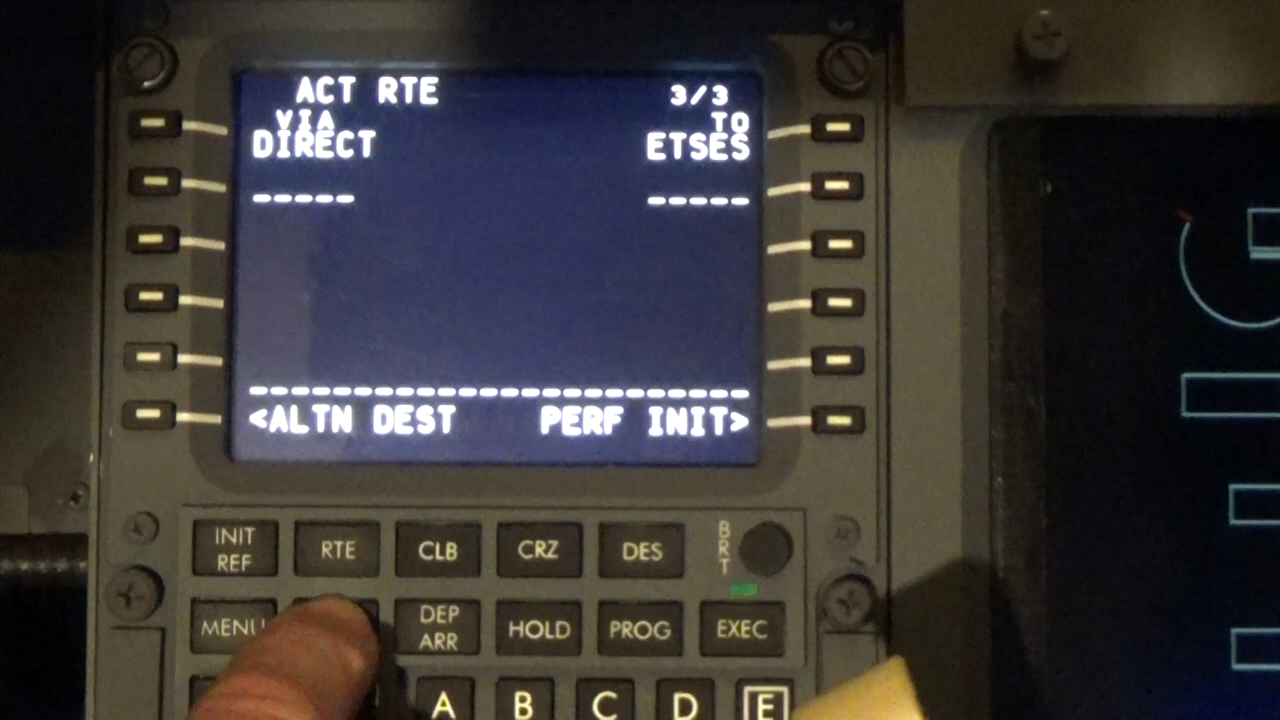 ACT RTE 3/3
VIA TO
DIRECT ETSES
----- -----
------------------------
<ALTN DEST PERF INIT>
INIT REF RTE CLB CRZ DES BRT
MENU DEP ARR HOLD PROG EXEC
A B C D E